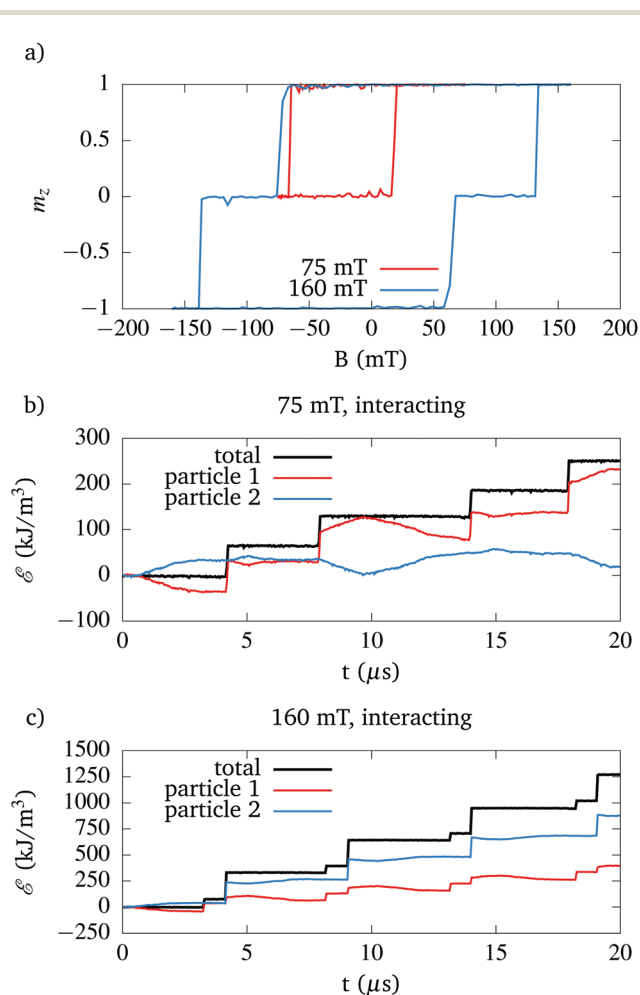 a)
1
0.5
0
−0.5
−1
m_z
75 mT
160 mT
−200 −150 −100 −50 0 50 100 150 200
B (mT)
b) 75 mT, interacting
300
200
100
0
−100
ℰ (kJ/m³)
total
particle 1
particle 2
0 5 10 15 20
t (μs)
c) 160 mT, interacting
1500
1250
1000
750
500
250
0
−250
ℰ (kJ/m³)
total
particle 1
particle 2
0 5 10 15 20
t (μs)